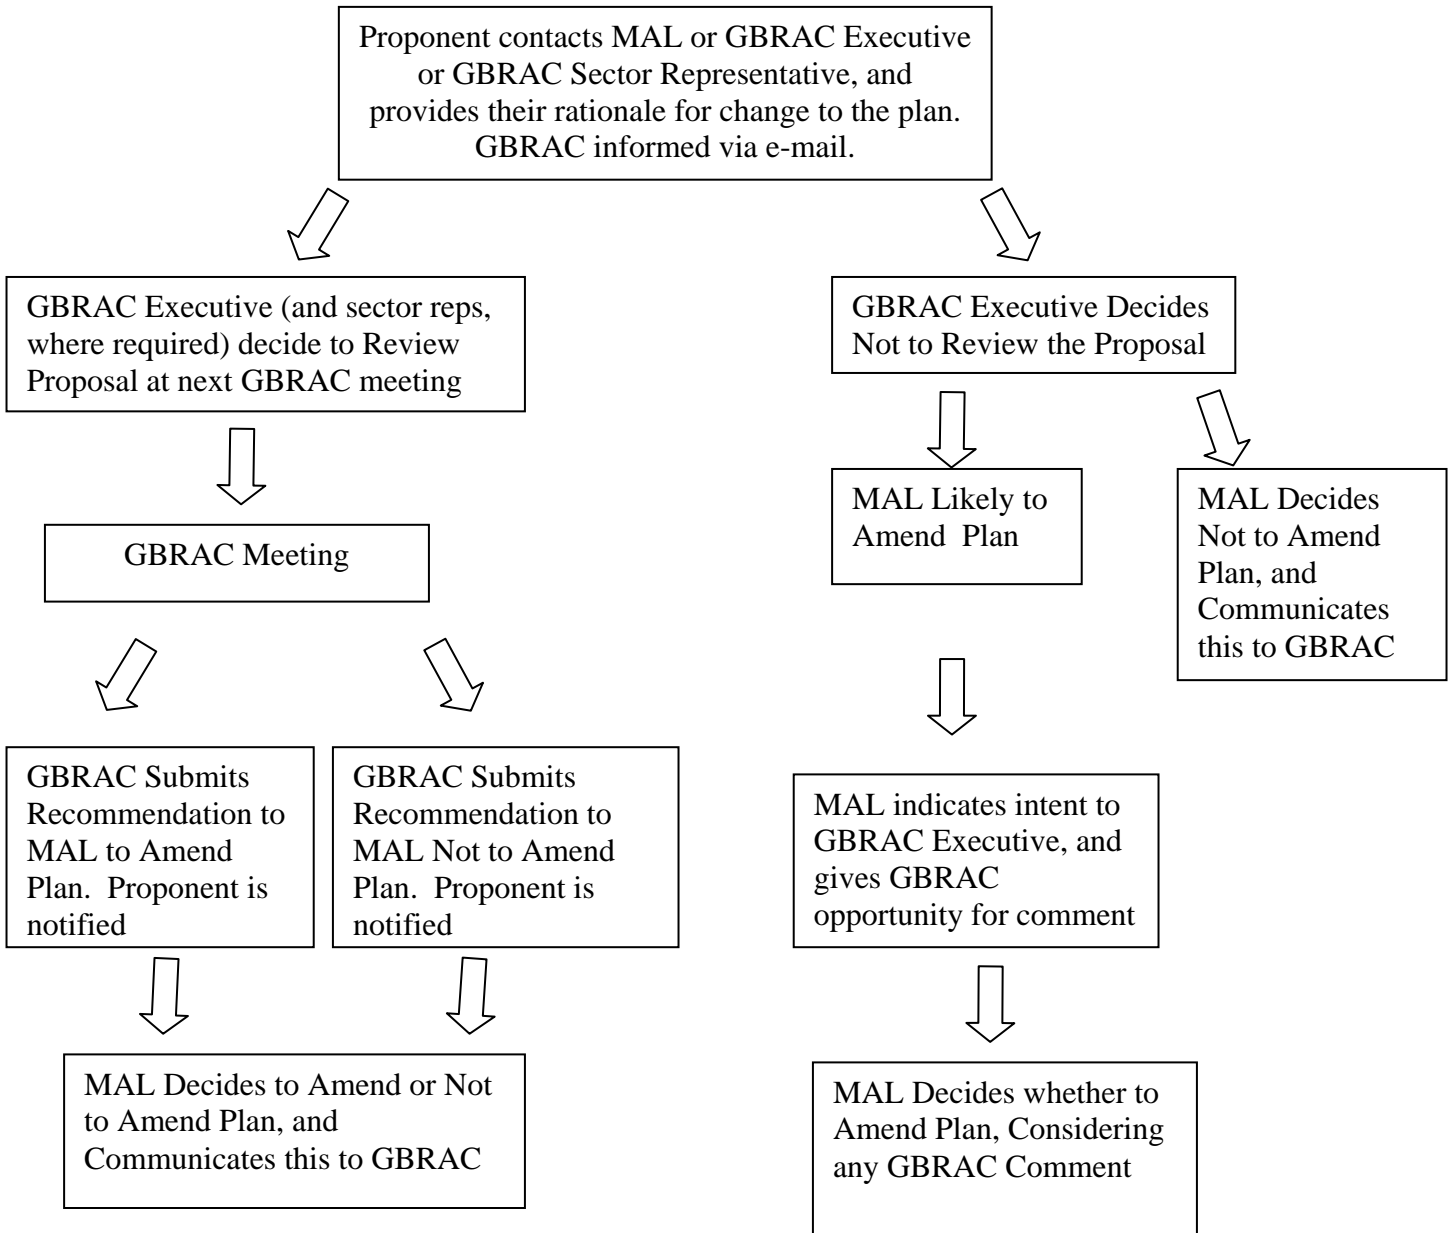 Proponent contacts MAL or GBRAC Executive
or GBRAC Sector Representative, and
provides their rationale for change to the plan.
GBRAC informed via e-mail.
GBRAC Executive (and sector reps,
where required) decide to Review
Proposal at next GBRAC meeting
GBRAC Executive Decides
Not to Review the Proposal
GBRAC Meeting
MAL Likely to
Amend Plan
MAL Decides
Not to Amend
Plan, and
Communicates
this to GBRAC
GBRAC Submits
Recommendation to
MAL to Amend
Plan. Proponent is
notified
GBRAC Submits
Recommendation to
MAL Not to Amend
Plan. Proponent is
notified
MAL indicates intent to
GBRAC Executive, and
gives GBRAC
opportunity for comment
MAL Decides to Amend or Not
to Amend Plan, and
Communicates this to GBRAC
MAL Decides whether to
Amend Plan, Considering
any GBRAC Comment